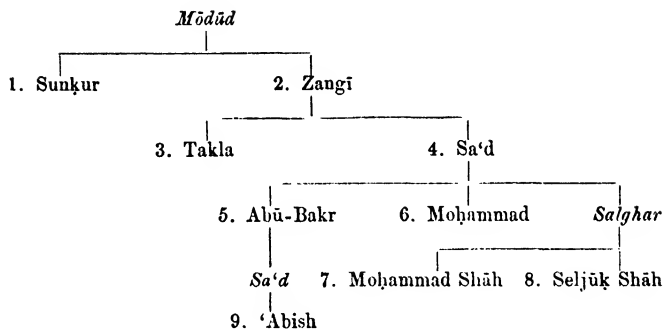 Mōdūd
1. Sunḳur 2. Zangī
3. Takla 4. Sa‘d
5. Abū-Bakr 6. Moḥammad Salghar
Sa‘d 7. Moḥammad Shāh 8. Seljūḳ Shāh
9. ‘Abish